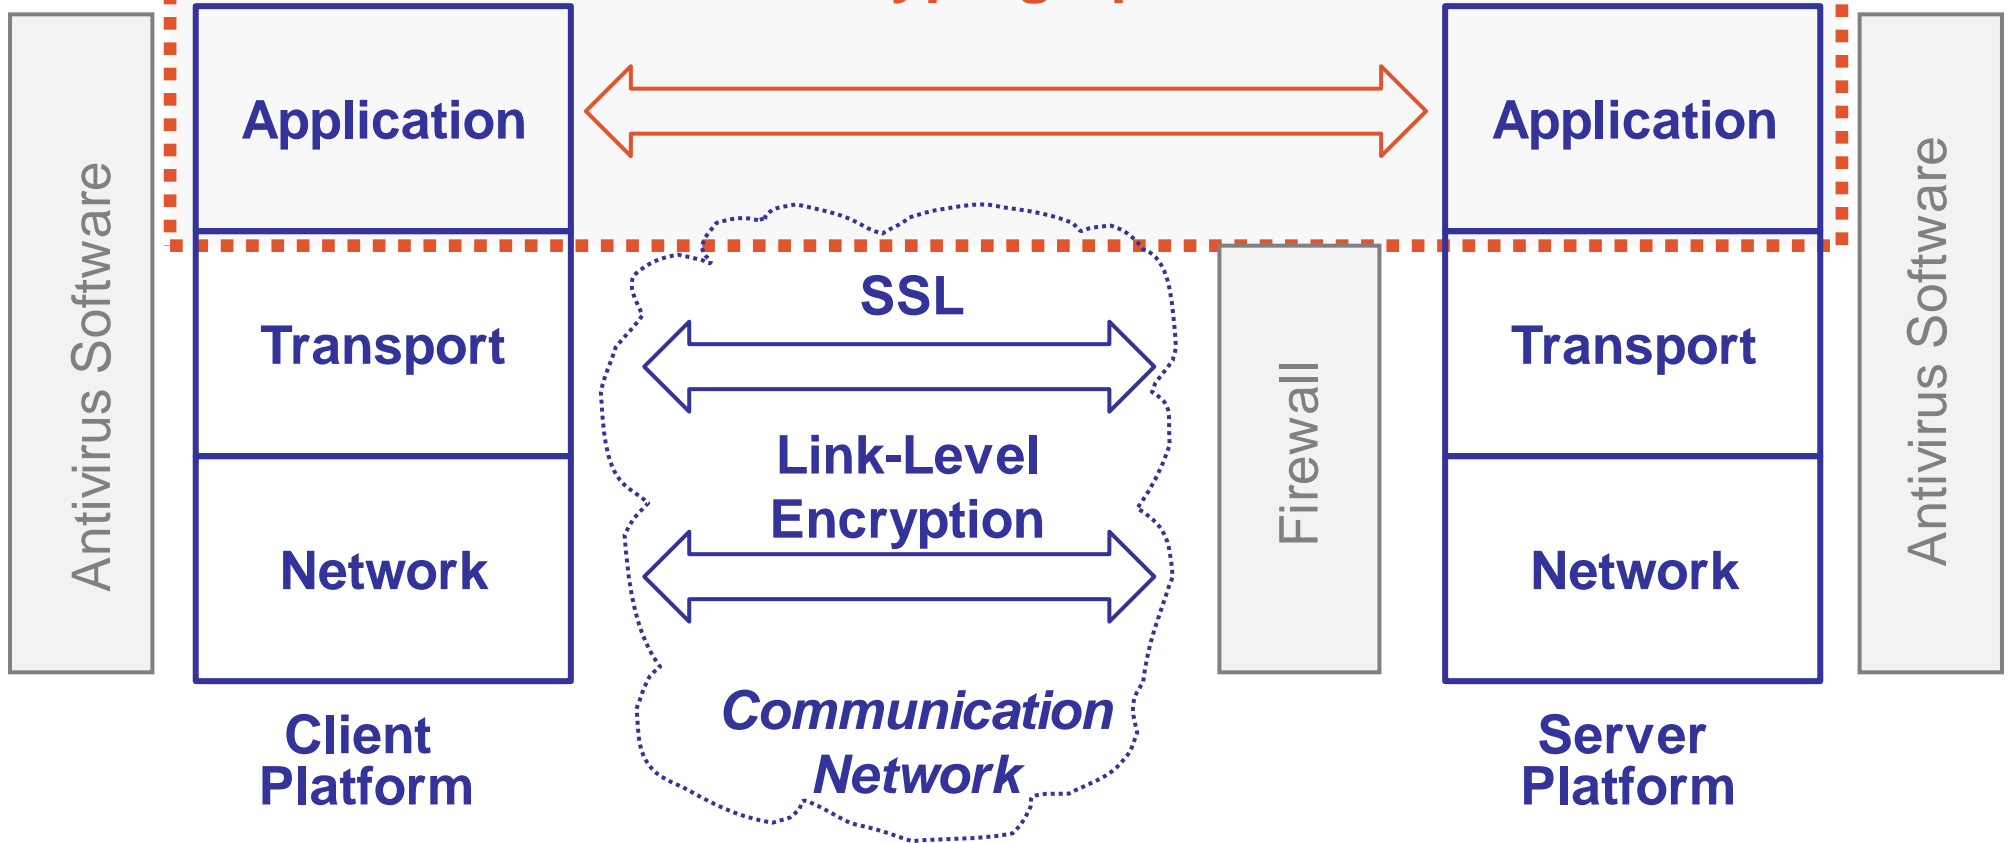 Application
Application
Antivirus Software
Antivirus Software
SSL
Transport
Transport
Firewall
Link-Level
Encryption
Network
Network
Communication
Network
Client
Platform
Server
Platform